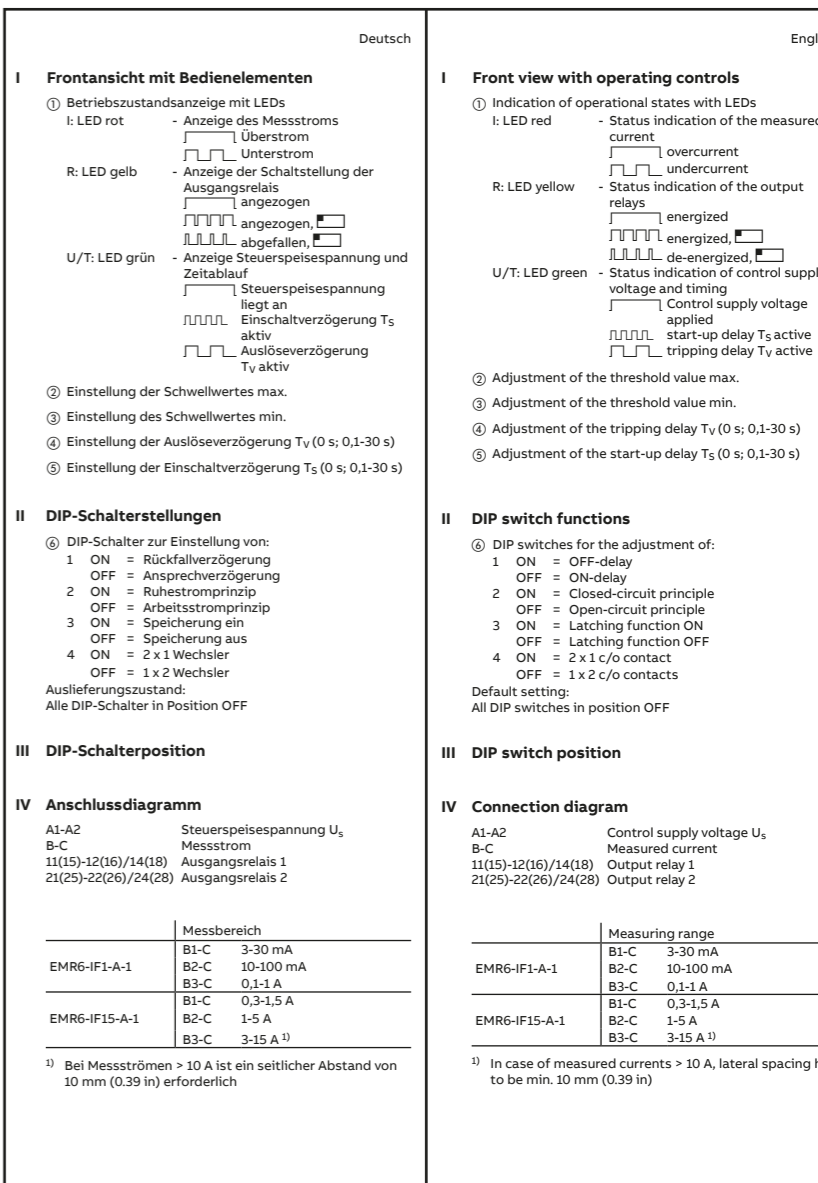 Deutsch
I Frontansicht mit Bedienelementen
① Betriebszustandsanzeige mit LEDs
I: LED rot - Anzeige des Messstroms
Überstrom
Unterstrom
R: LED gelb - Anzeige der Schaltstellung der
Ausgangsrelais
angezogen
angezogen,
abgefallen,
U/T: LED grün - Anzeige Steuerspeisespannung und
Zeitablauf
Steuerspeisespannung
liegt an
Einschaltverzögerung TS
aktiv
Auslöseverzögerung
TV aktiv
② Einstellung der Schwellwertes max.
③ Einstellung des Schwellwertes min.
④ Einstellung der Auslöseverzögerung TV (0 s; 0,1-30 s)
⑤ Einstellung der Einschaltverzögerung TS (0 s; 0,1-30 s)
II DIP-Schalterstellungen
⑥ DIP-Schalter zur Einstellung von:
1 ON = Rückfallverzögerung
OFF = Ansprechverzögerung
2 ON = Ruhestromprinzip
OFF = Arbeitsstromprinzip
3 ON = Speicherung ein
OFF = Speicherung aus
4 ON = 2 x 1 Wechsler
OFF = 1 x 2 Wechsler
Auslieferungszustand:
Alle DIP-Schalter in Position OFF
III DIP-Schalterposition
IV Anschlussdiagramm
A1-A2 Steuerspeisespannung Us
B-C Messstrom
11(15)-12(16)/14(18) Ausgangsrelais 1
21(25)-22(26)/24(28) Ausgangsrelais 2
Messbereich
B1-C 3-30 mA
EMR6-IF1-A-1 B2-C 10-100 mA
B3-C 0,1-1 A
B1-C 0,3-1,5 A
EMR6-IF15-A-1 B2-C 1-5 A
B3-C 3-15 A 1)
1) Bei Messströmen > 10 A ist ein seitlicher Abstand von
10 mm (0.39 in) erforderlich
Engl
I Front view with operating controls
① Indication of operational states with LEDs
I: LED red - Status indication of the measured
current
overcurrent
undercurrent
R: LED yellow - Status indication of the output
relays
energized
energized,
de-energized,
U/T: LED green - Status indication of control suppl
voltage and timing
Control supply voltage
applied
start-up delay TS active
tripping delay TV active
② Adjustment of the threshold value max.
③ Adjustment of the threshold value min.
④ Adjustment of the tripping delay TV (0 s; 0,1-30 s)
⑤ Adjustment of the start-up delay TS (0 s; 0,1-30 s)
II DIP switch functions
⑥ DIP switches for the adjustment of:
1 ON = OFF-delay
OFF = ON-delay
2 ON = Closed-circuit principle
OFF = Open-circuit principle
3 ON = Latching function ON
OFF = Latching function OFF
4 ON = 2 x 1 c/o contact
OFF = 1 x 2 c/o contacts
Default setting:
All DIP switches in position OFF
III DIP switch position
IV Connection diagram
A1-A2 Control supply voltage Us
B-C Measured current
11(15)-12(16)/14(18) Output relay 1
21(25)-22(26)/24(28) Output relay 2
Measuring range
B1-C 3-30 mA
EMR6-IF1-A-1 B2-C 10-100 mA
B3-C 0,1-1 A
B1-C 0,3-1,5 A
EMR6-IF15-A-1 B2-C 1-5 A
B3-C 3-15 A 1)
1) In case of measured currents > 10 A, lateral spacing h
to be min. 10 mm (0.39 in)